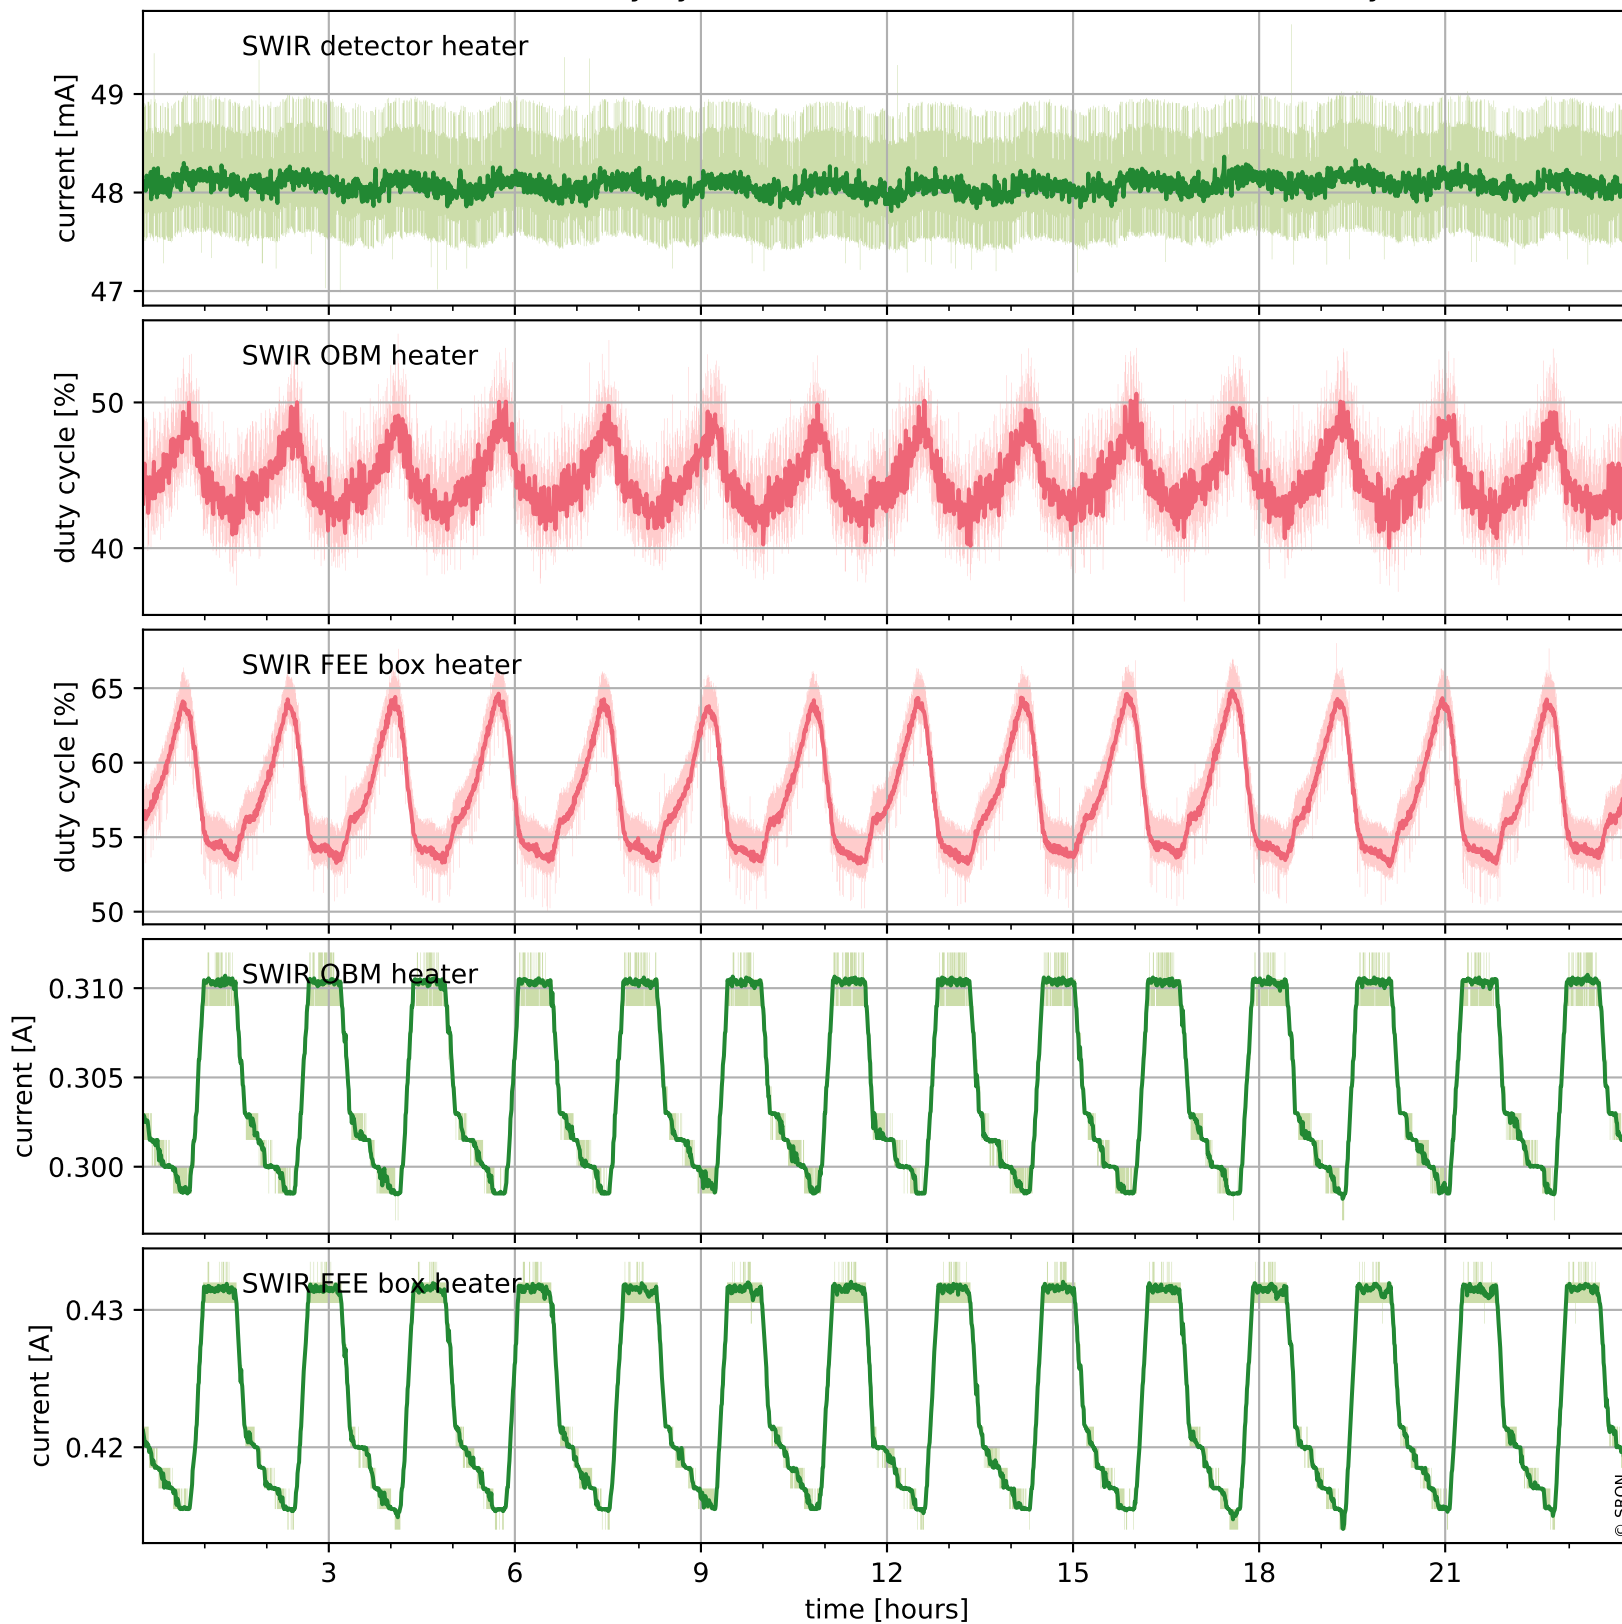 SWIR detector heater
current [mA]
49
48
47
SWIR OBM heater
duty cycle [%]
50
40
SWIR FEE box heater
duty cycle [%]
65
60
55
50
SWIR OBM heater
current [A]
0.310
0.305
0.300
SWIR FEE box heater
current [A]
0.43
0.42
© SRON
3 6 9 12 15 18 21
time [hours]